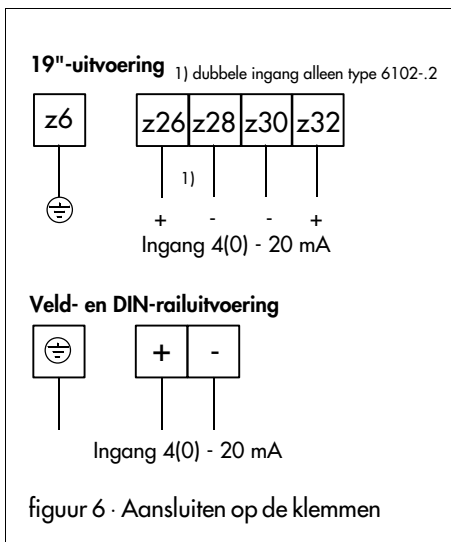 19"-uitvoering 1) dubbele ingang alleen type 6102-.2
z6 z26 z28 z30 z32
1)
+ - - +
Ingang 4(0) - 20 mA
Veld- en DIN-railuitvoering
+ -
Ingang 4(0) - 20 mA
figuur 6 · Aansluiten op de klemmen